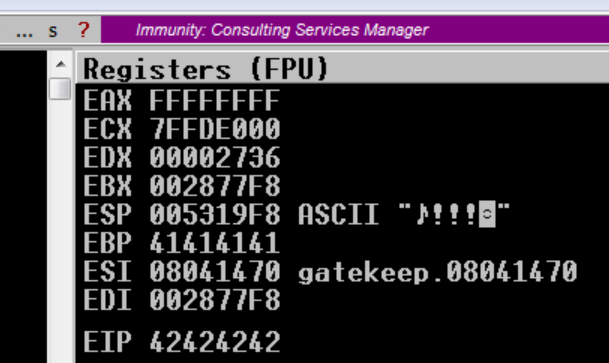 ... s ? Immunity: Consulting Services Manager
Registers (FPU)
EAX FFFFFFFF
ECX 7FFDE000
EDX 00002736
EBX 002877F8
ESP 005319F8 ASCII "♪‼!◙"
EBP 41414141
ESI 08041470 gatekeep.08041470
EDI 002877F8
EIP 42424242